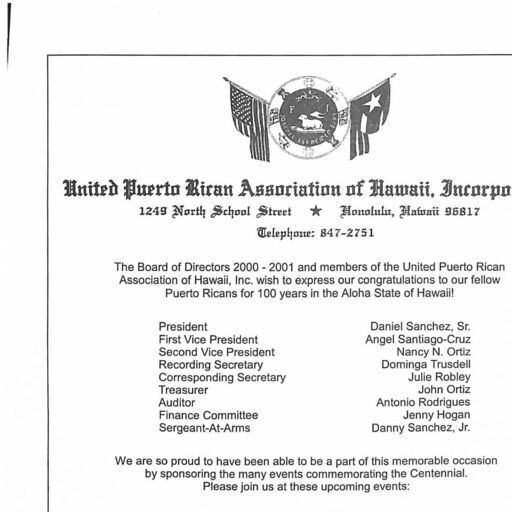 United Puerto Rican Association of Hawaii, Incorpo
1249 North School Street ★ Honolulu, Hawaii 96817
Telephone: 847-2751
The Board of Directors 2000 - 2001 and members of the United Puerto Rican
Association of Hawaii, Inc. wish to express our congratulations to our fellow
Puerto Ricans for 100 years in the Aloha State of Hawaii!
President Daniel Sanchez, Sr.
First Vice President Angel Santiago-Cruz
Second Vice President Nancy N. Ortiz
Recording Secretary Dominga Trusdell
Corresponding Secretary Julie Robley
Treasurer John Ortiz
Auditor Antonio Rodrigues
Finance Committee Jenny Hogan
Sergeant-At-Arms Danny Sanchez, Jr.
We are so proud to have been able to be a part of this memorable occasion
by sponsoring the many events commemorating the Centennial.
Please join us at these upcoming events: